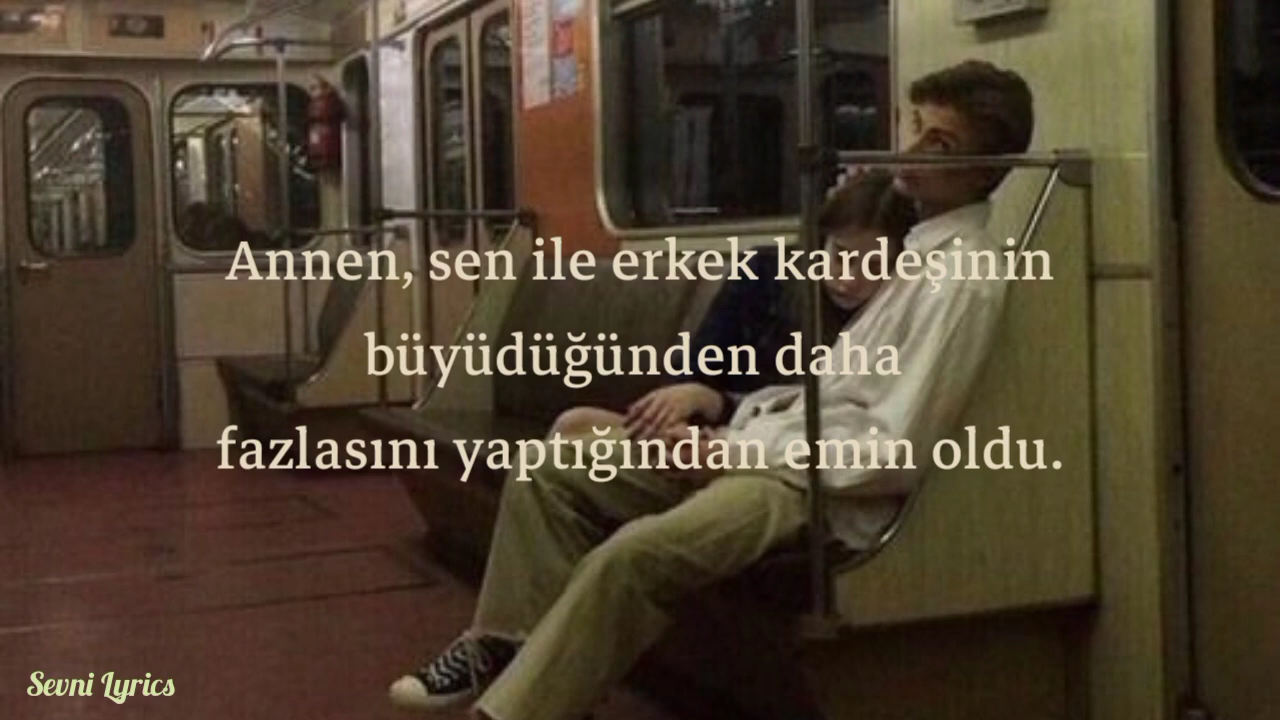 Annen, sen ile erkek kardeşinin
büyüdüğünden daha
fazlasını yaptığından emin oldu.
Sevni Lyrics